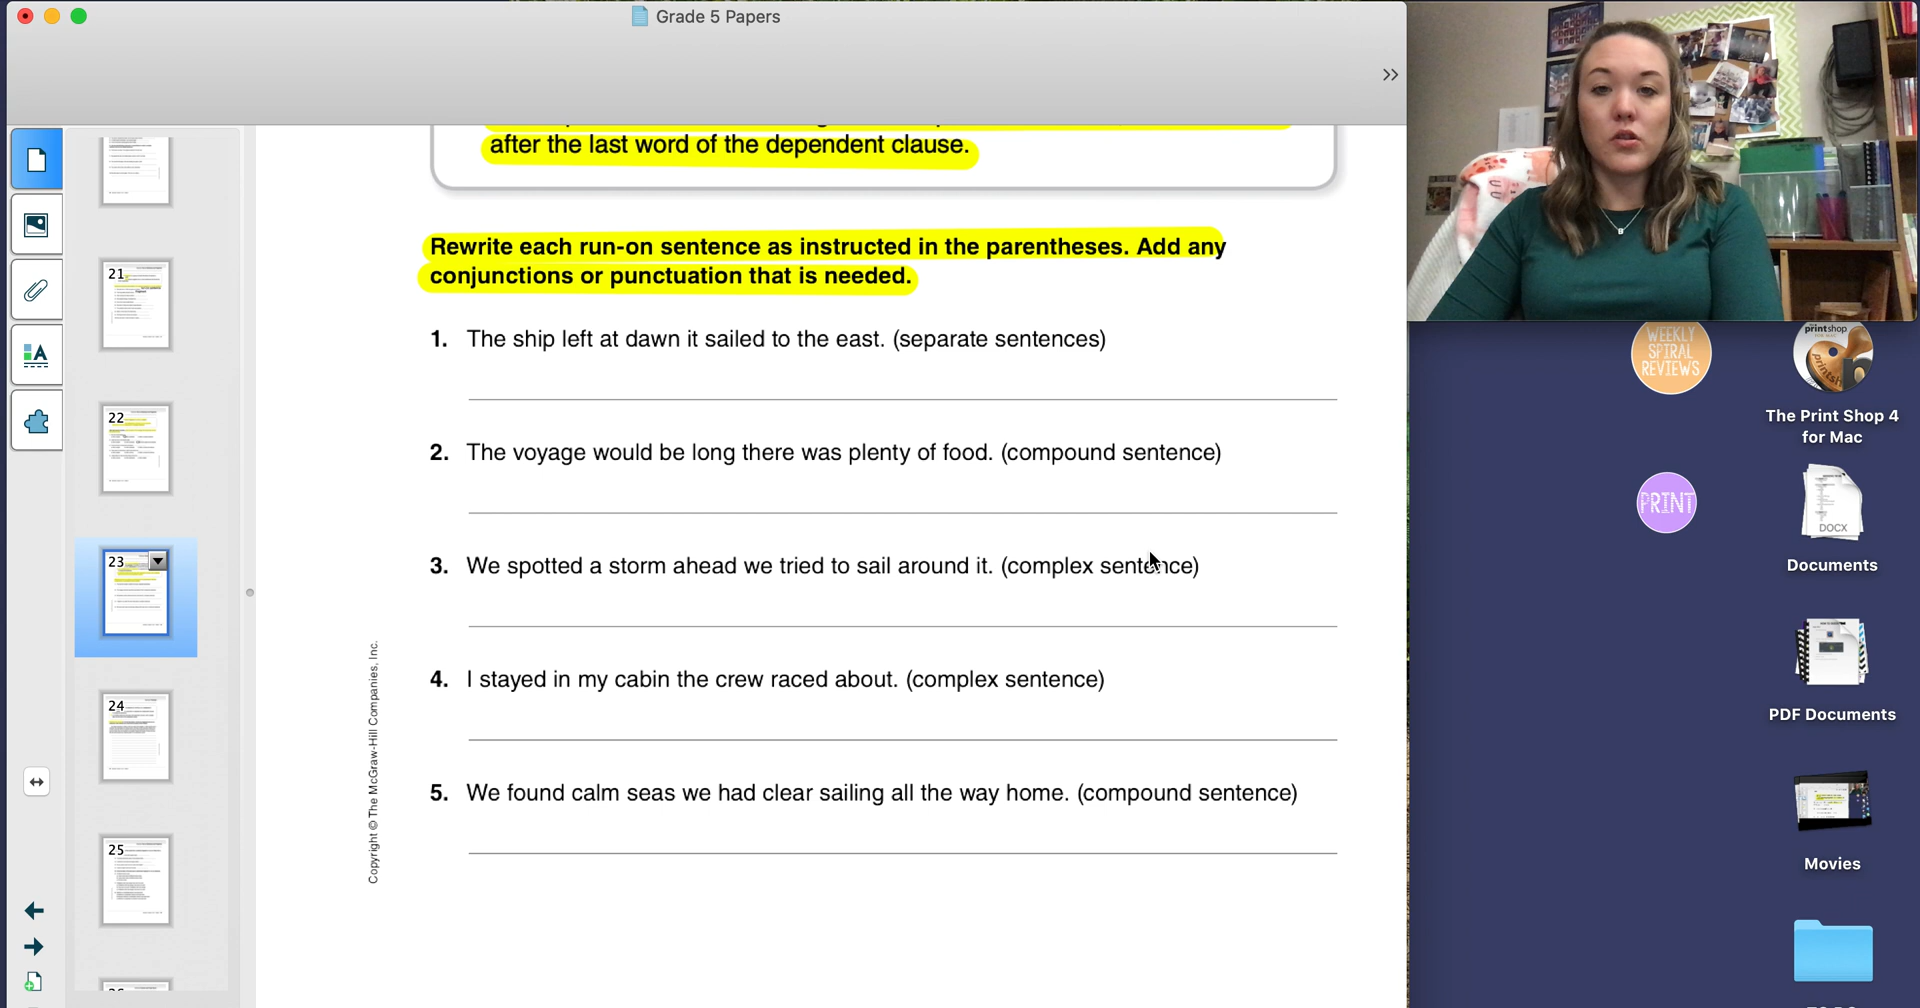 Grade 5 Papers
after the last word of the dependent clause.
Rewrite each run-on sentence as instructed in the parentheses. Add any
conjunctions or punctuation that is needed.
1. The ship left at dawn it sailed to the east. (separate sentences)
2. The voyage would be long there was plenty of food. (compound sentence)
3. We spotted a storm ahead we tried to sail around it. (complex sentence)
4. I stayed in my cabin the crew raced about. (complex sentence)
5. We found calm seas we had clear sailing all the way home. (compound sentence)
Copyright © The McGraw-Hill Companies, Inc.
21
22
23
24
25
WEEKLY
SPIRAL
REVIEWS
printshop
The Print Shop 4
for Mac
PRINT
DOCX
Documents
PDF Documents
Movies